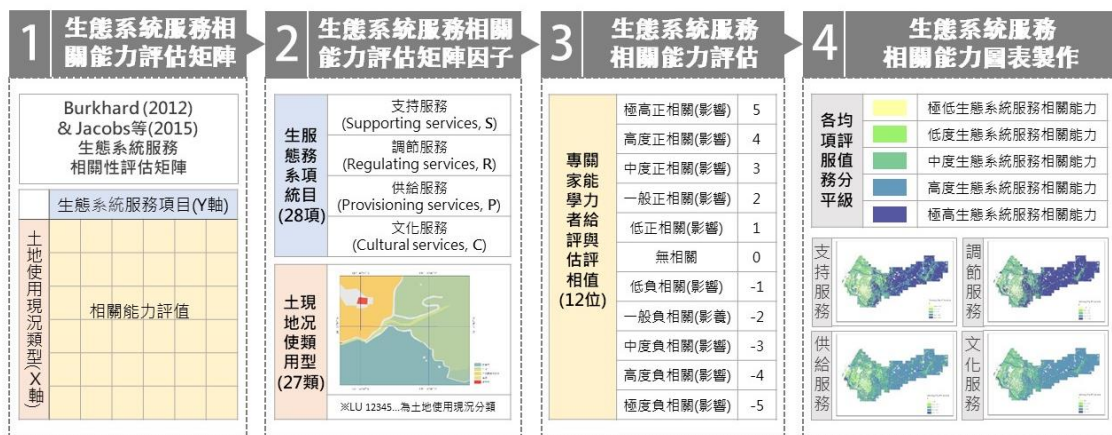 1
生態系統服務相
關能力評估矩陣
Burkhard (2012)
& Jacobs等(2015)
生態系統服務
相關性評估矩陣
生態系統服務項目(Y軸)
土地使用現況類型(X軸)
相關能力評值
2
生態系統服務相關
能力評估矩陣因子
生態系統
服務項目
(28項)
支持服務
(Supporting services, S)
調節服務
(Regulating services, R)
供給服務
(Provisioning services, P)
文化服務
(Cultural services, C)
土地使用
現況類型
(27類)
※LU 12345...為土地使用現況分類
3
生態系統服務
相關能力評估
專家學者評估相
關能力給與評值
(12位)
極高正相關(影響) 5
高度正相關(影響) 4
中度正相關(影響) 3
一般正相關(影響) 2
低正相關(影響) 1
無相關 0
低負相關(影響) -1
一般負相關(影養) -2
中度負相關(影響) -3
高度負相關(影響) -4
極度負相關(影響) -5
4
生態系統服務
相關能力圖表製作
各項服務平
均評值分級
極低生態系統服務相關能力
低度生態系統服務相關能力
中度生態系統服務相關能力
高度生態系統服務相關能力
極高生態系統服務相關能力
支持服務
調節服務
供給服務
文化服務